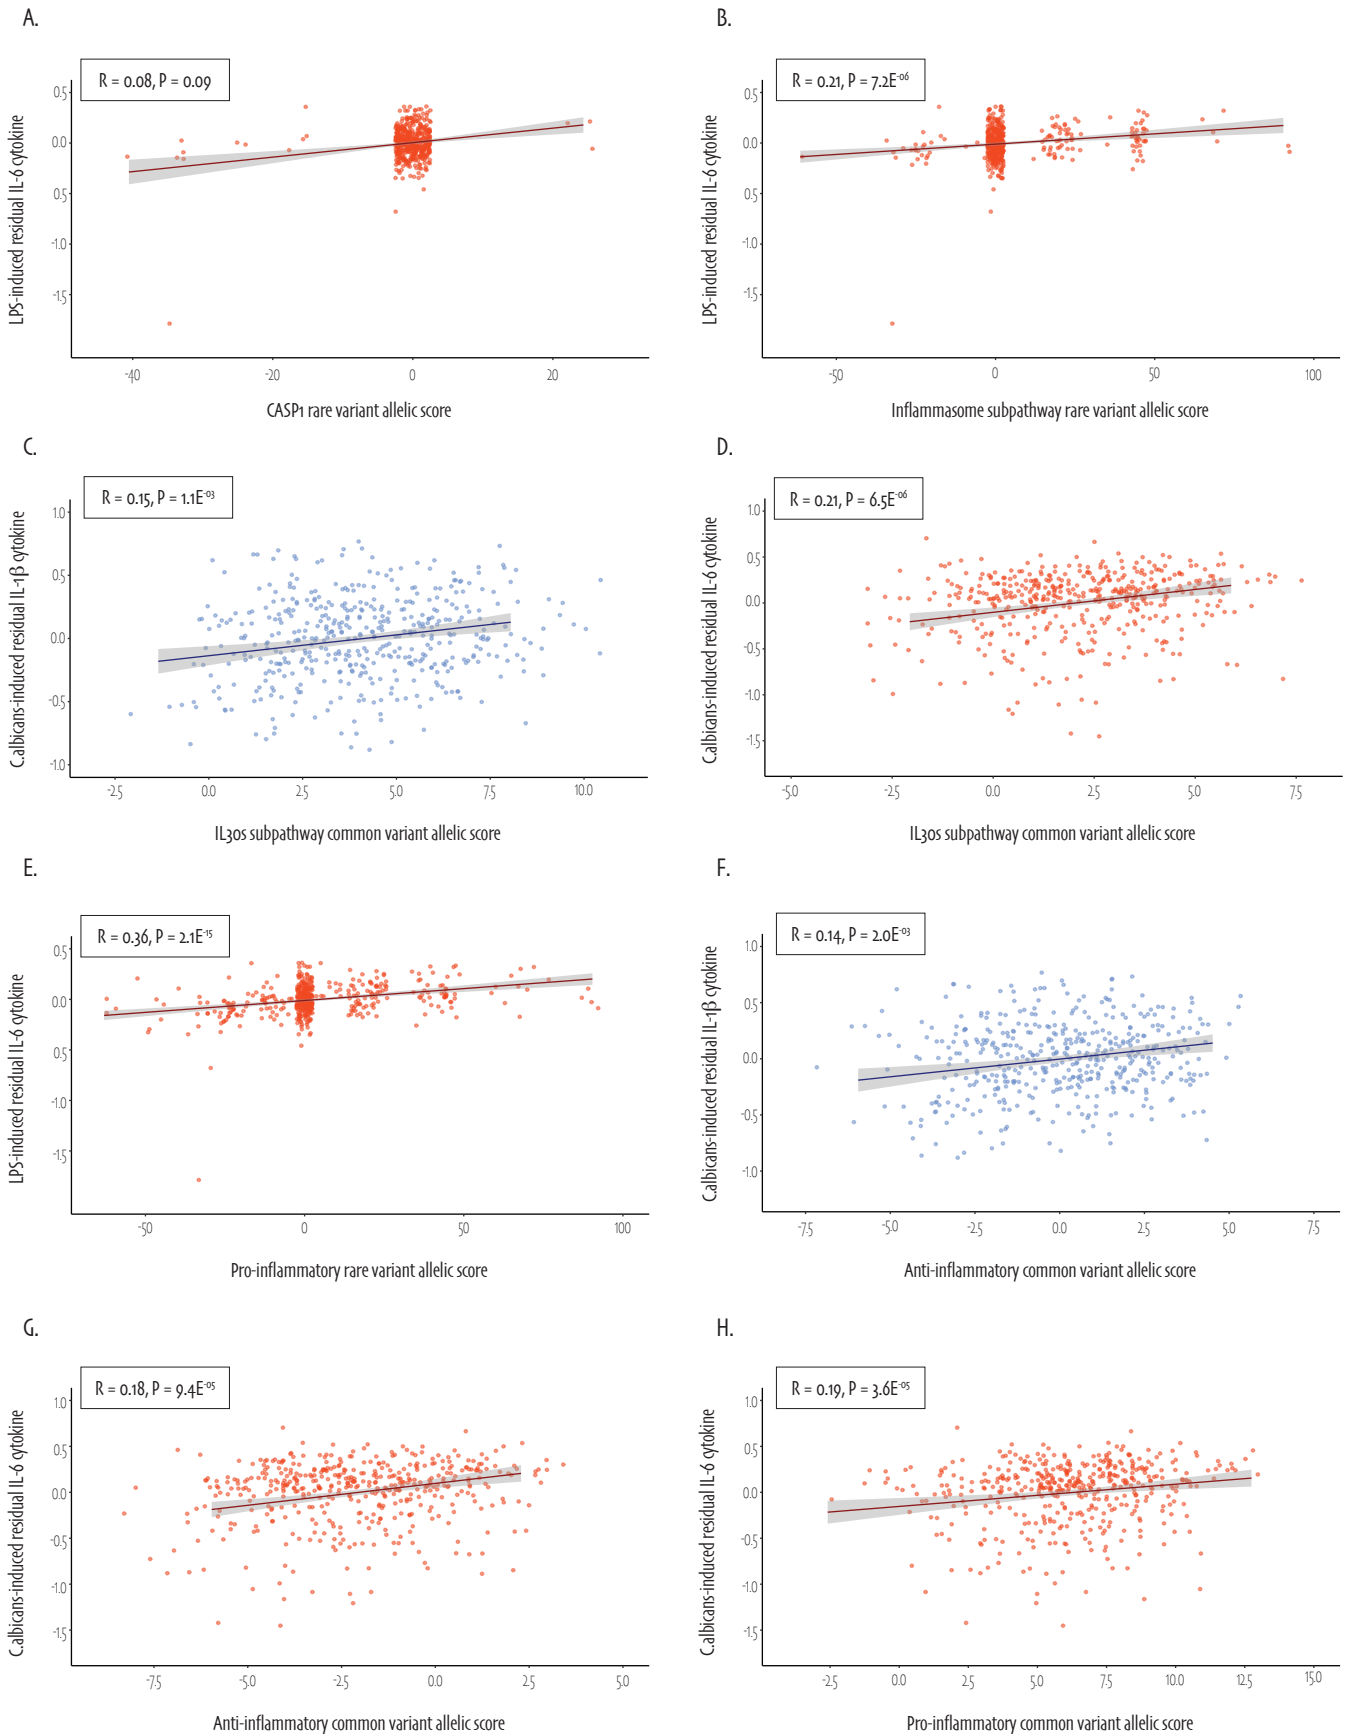 A.
R = 0.08, P = 0.09
LPS-induced residual IL-6 cytokine
0.5
0.0
0.5
-1.0
-1.5
-40 -20 0 20
CASP1 rare variant allelic score
B.
R = 0.21, P = 7.2E-06
LPS-induced residual IL-6 cytokine
0.5
0.0
0.5
-1.0
-1.5
-50 0 50 100
Inflammasome subpathway rare variant allelic score
C.
R = 0.15, P = 1.1E-03
C.albicans-induced residual IL-1β cytokine
1.0
0.5
0.0
-0.5
-1.0
-2.5 0.0 2.5 5.0 7.5 10.0
IL30s subpathway common variant allelic score
D.
R = 0.21, P = 6.5E-06
C.albicans-induced residual IL-6 cytokine
1.0
0.5
0.0
-0.5
-1.0
-1.5
-5.0 -2.5 0.0 2.5 5.0 7.5
IL30s subpathway common variant allelic score
E.
R = 0.36, P = 2.1E-15
LPS-induced residual IL-6 cytokine
0.5
0.0
0.5
-1.0
-1.5
-50 0 50 100
Pro-inflammatory rare variant allelic score
F.
R = 0.14, P = 2.0E-03
C.albicans-induced residual IL-1β cytokine
1.0
0.5
0.0
-0.5
-1.0
-7.5 -5.0 -2.5 0.0 2.5 5.0 7.5
Anti-inflammatory common variant allelic score
G.
R = 0.18, P = 9.4E-05
C.albicans-induced residual IL-6 cytokine
1.0
0.5
0.0
-0.5
-1.0
-1.5
-7.5 -5.0 -2.5 0.0 2.5 5.0
Anti-inflammatory common variant allelic score
H.
R = 0.19, P = 3.6E-05
C.albicans-induced residual IL-6 cytokine
1.0
0.5
0.0
-0.5
-1.0
-1.5
-2.5 0.0 2.5 5.0 7.5 10.0 12.5 15.0
Pro-inflammatory common variant allelic score